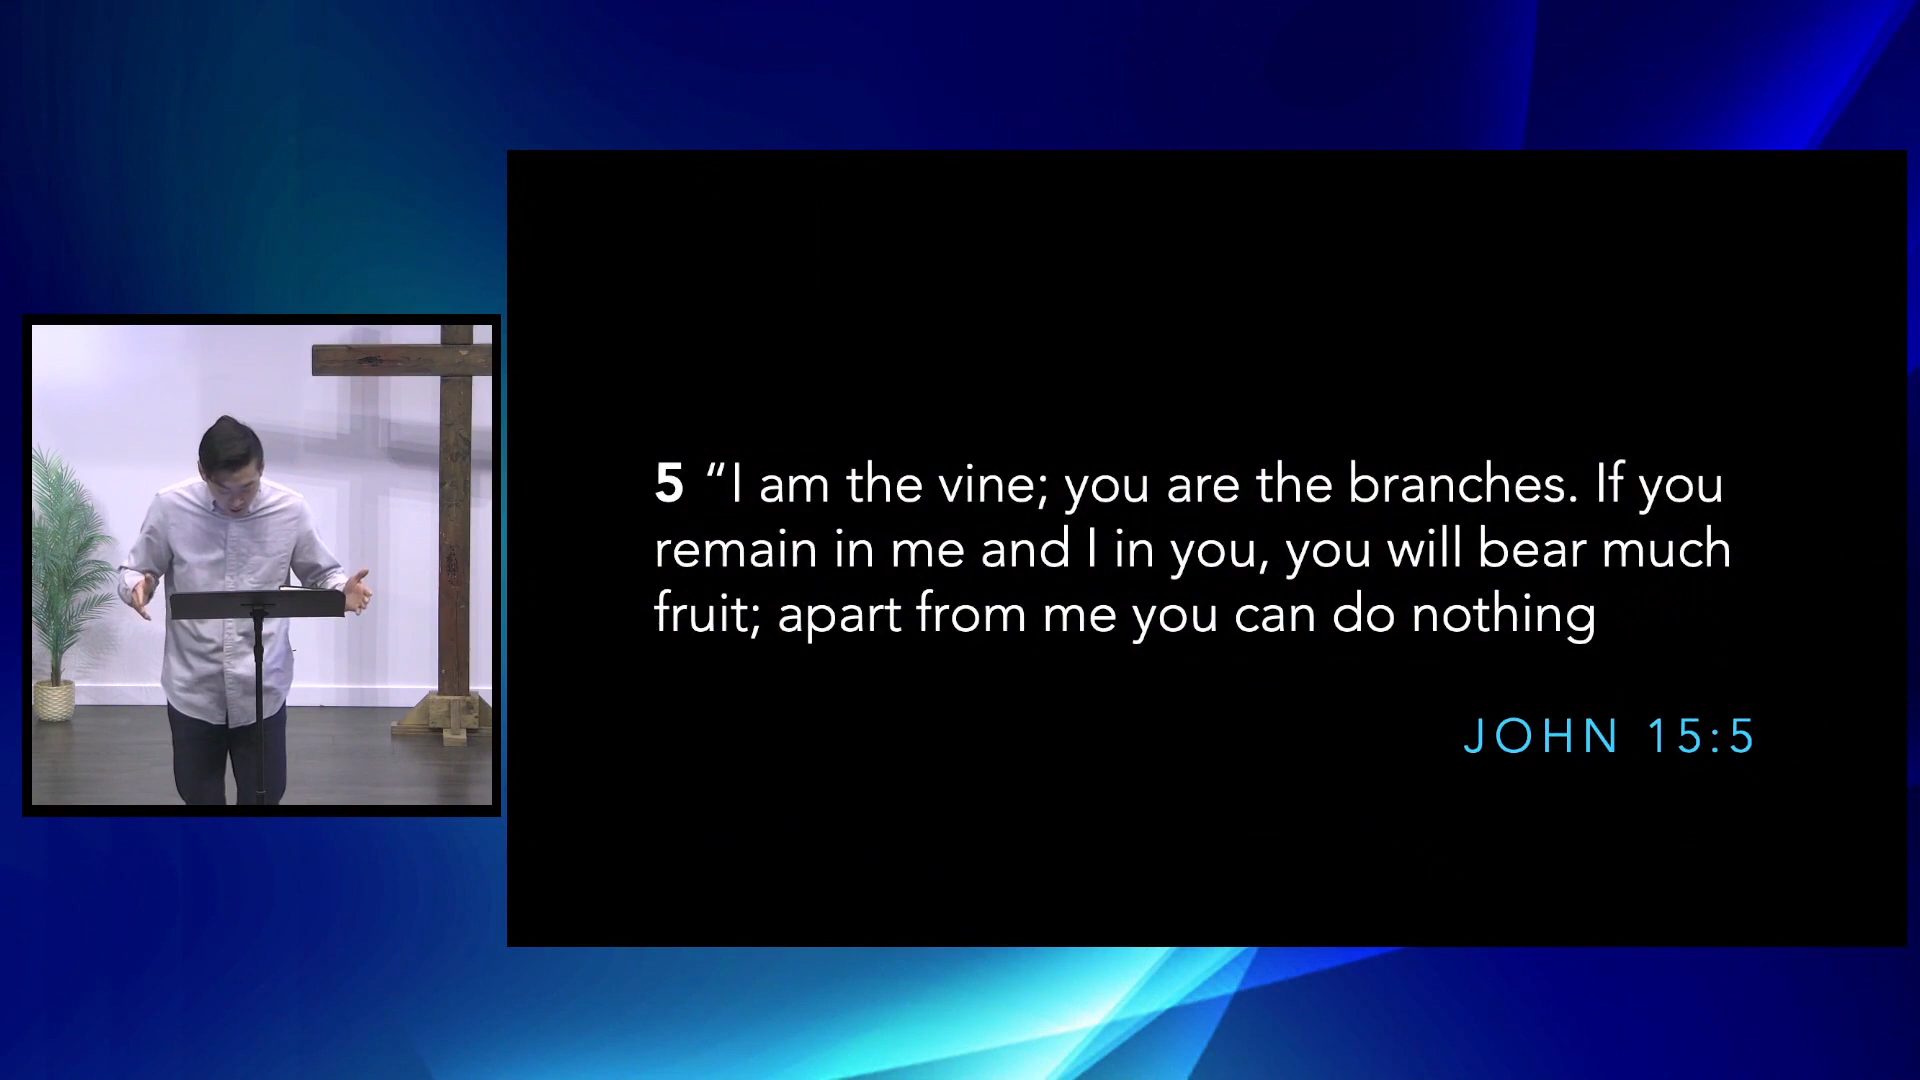 5 “I am the vine; you are the branches. If you
remain in me and I in you, you will bear much
fruit; apart from me you can do nothing
JOHN 15:5